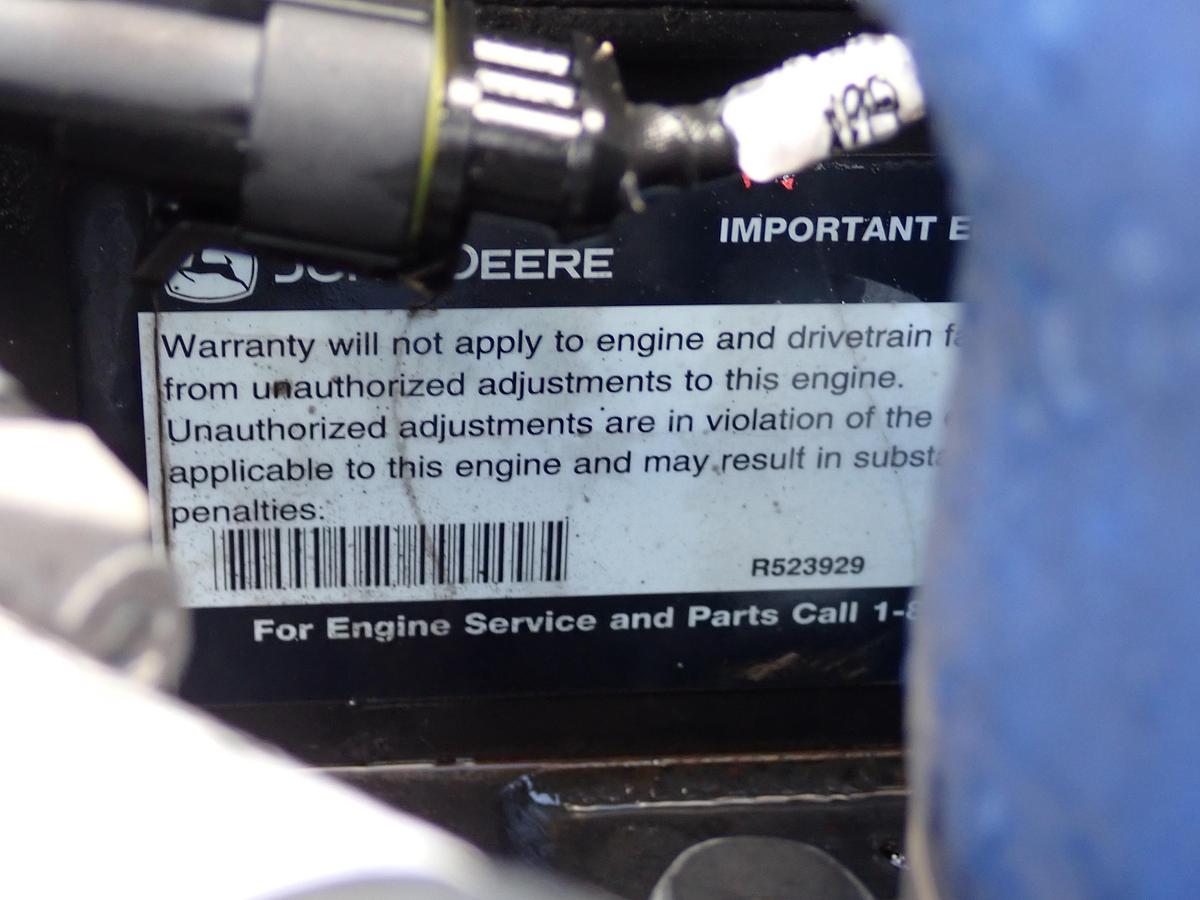 IMPORTANT
DEERE
Warranty will not apply to engine and drivetrain
from unauthorized adjustments to this engine.
Unauthorized adjustments are in violation of the
applicable to this engine and may result in
penalties.
R523929
For Engine Service and Parts Call